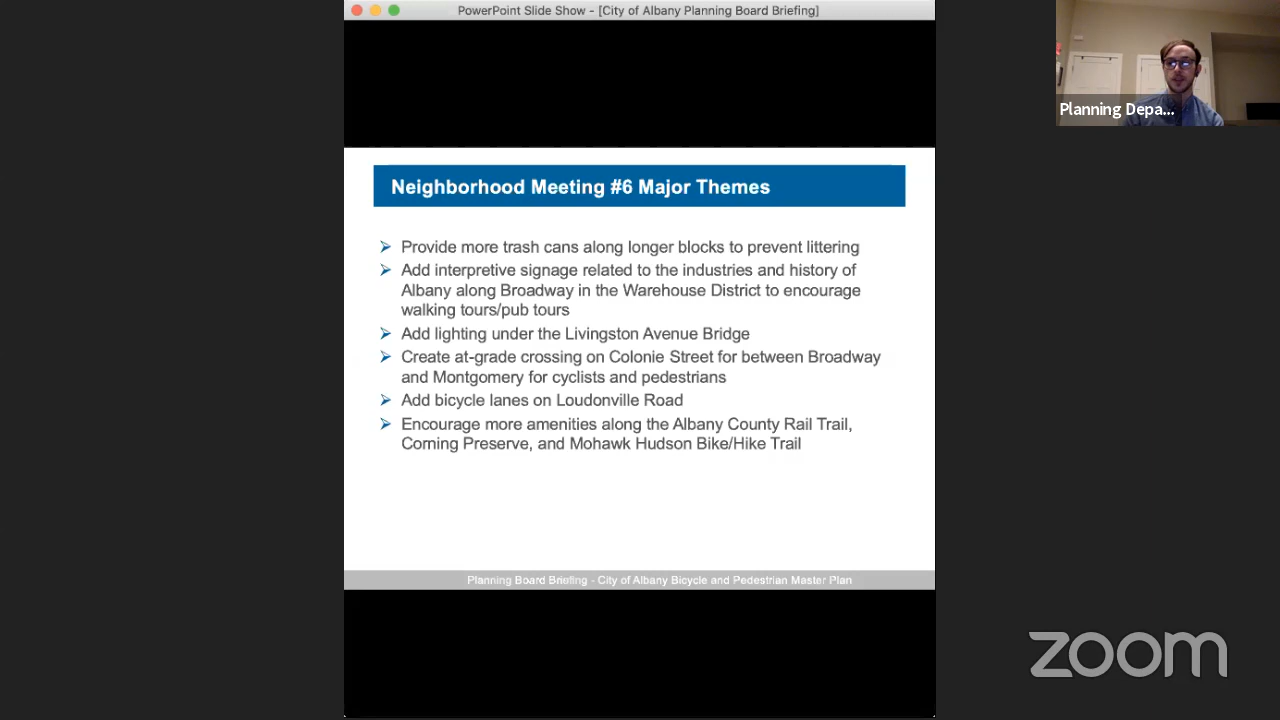 PowerPoint Slide Show - [City of Albany Planning Board Briefing]
Planning Depa...
Neighborhood Meeting #6 Major Themes
Provide more trash cans along longer blocks to prevent littering
Add interpretive signage related to the industries and history of
Albany along Broadway in the Warehouse District to encourage
walking tours/pub tours
Add lighting under the Livingston Avenue Bridge
Create at-grade crossing on Colonie Street for between Broadway
and Montgomery for cyclists and pedestrians
Add bicycle lanes on Loudonville Road
Encourage more amenities along the Albany County Rail Trail,
Corning Preserve, and Mohawk Hudson Bike/Hike Trail
Planning Board Briefing - City of Albany Bicycle and Pedestrian Master Plan
zoom